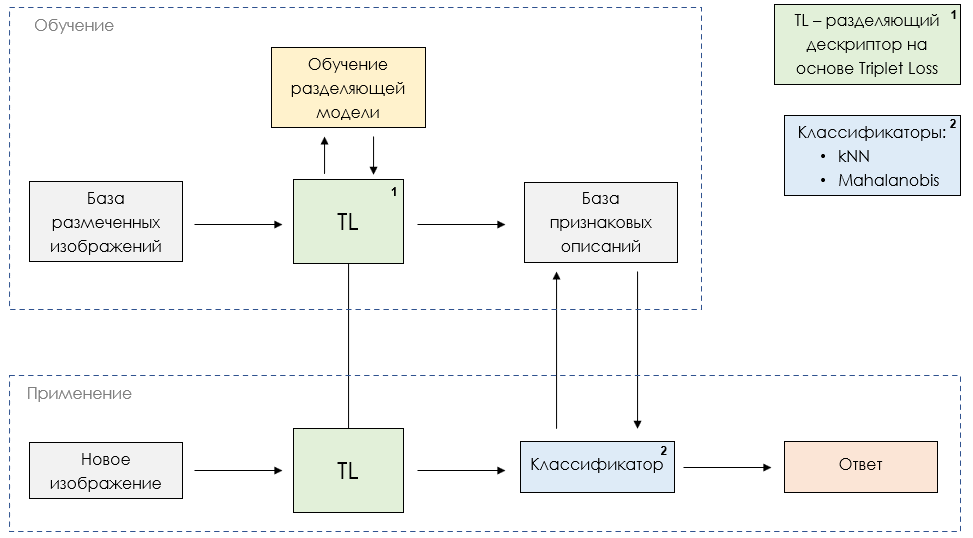 Обучение
Обучение
разделяющей
модели
База
размеченных
изображений
1
TL
База
признаковых
описаний
TL – разделяющий 1
дескриптор на
основе Triplet Loss
Классификаторы: 2
• kNN
• Mahalanobis
Применение
Новое
изображение
TL
Классификатор 2
Ответ